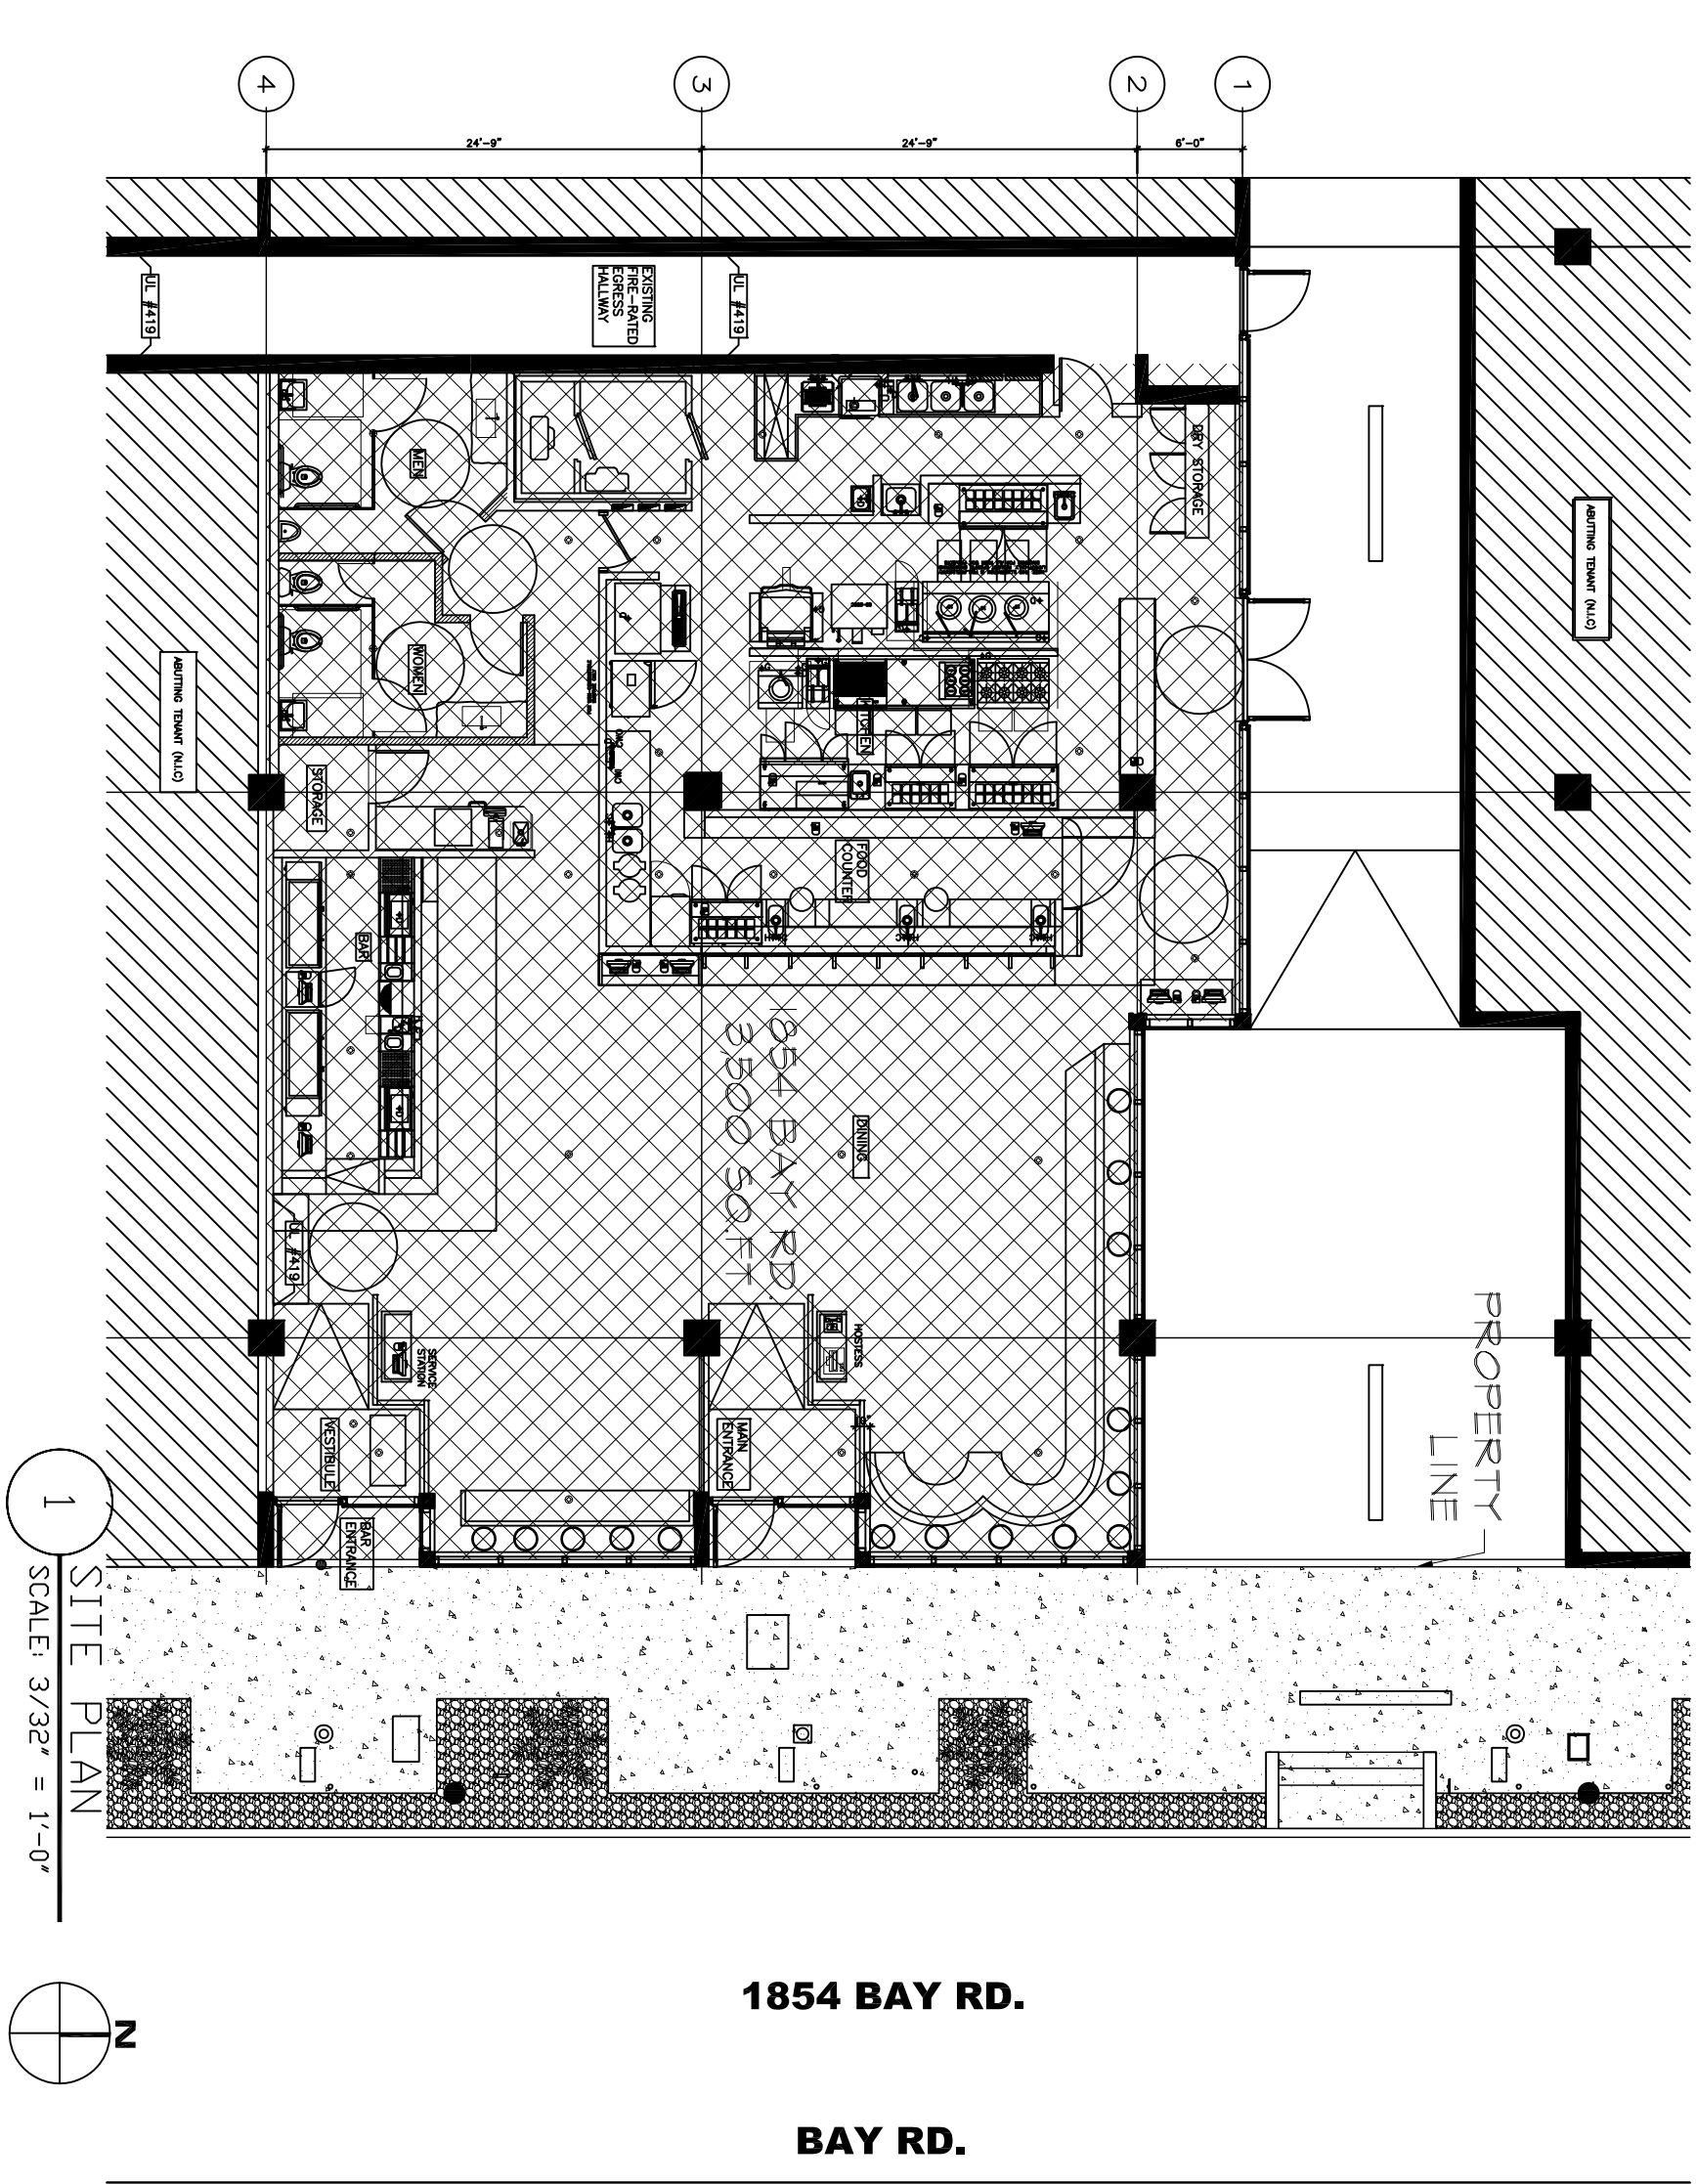 4
3
2
1
24'-9"
24'-9"
6'-0"
UL #419
EXISTING
FIRE-RATED
EGRESS
HALLWAY
UL #419
ABUTTING TENANT (N.I.C)
DRY STORAGE
MEN
WOMEN
KITCHEN
ABUTTING TENANT (N.I.C)
STORAGE
FOOD
COUNTER
BAR
1854 BAY RD.
3,500 SQ.FT
DINING
UL #419
HOSTESS
SERVICE
STATION
PROPERTY
LINE
VESTIBULE
MAIN
ENTRANCE
BAR
ENTRANCE
1
SITE PLAN
SCALE: 3/32" = 1'-0"
N
1854 BAY RD.
BAY RD.